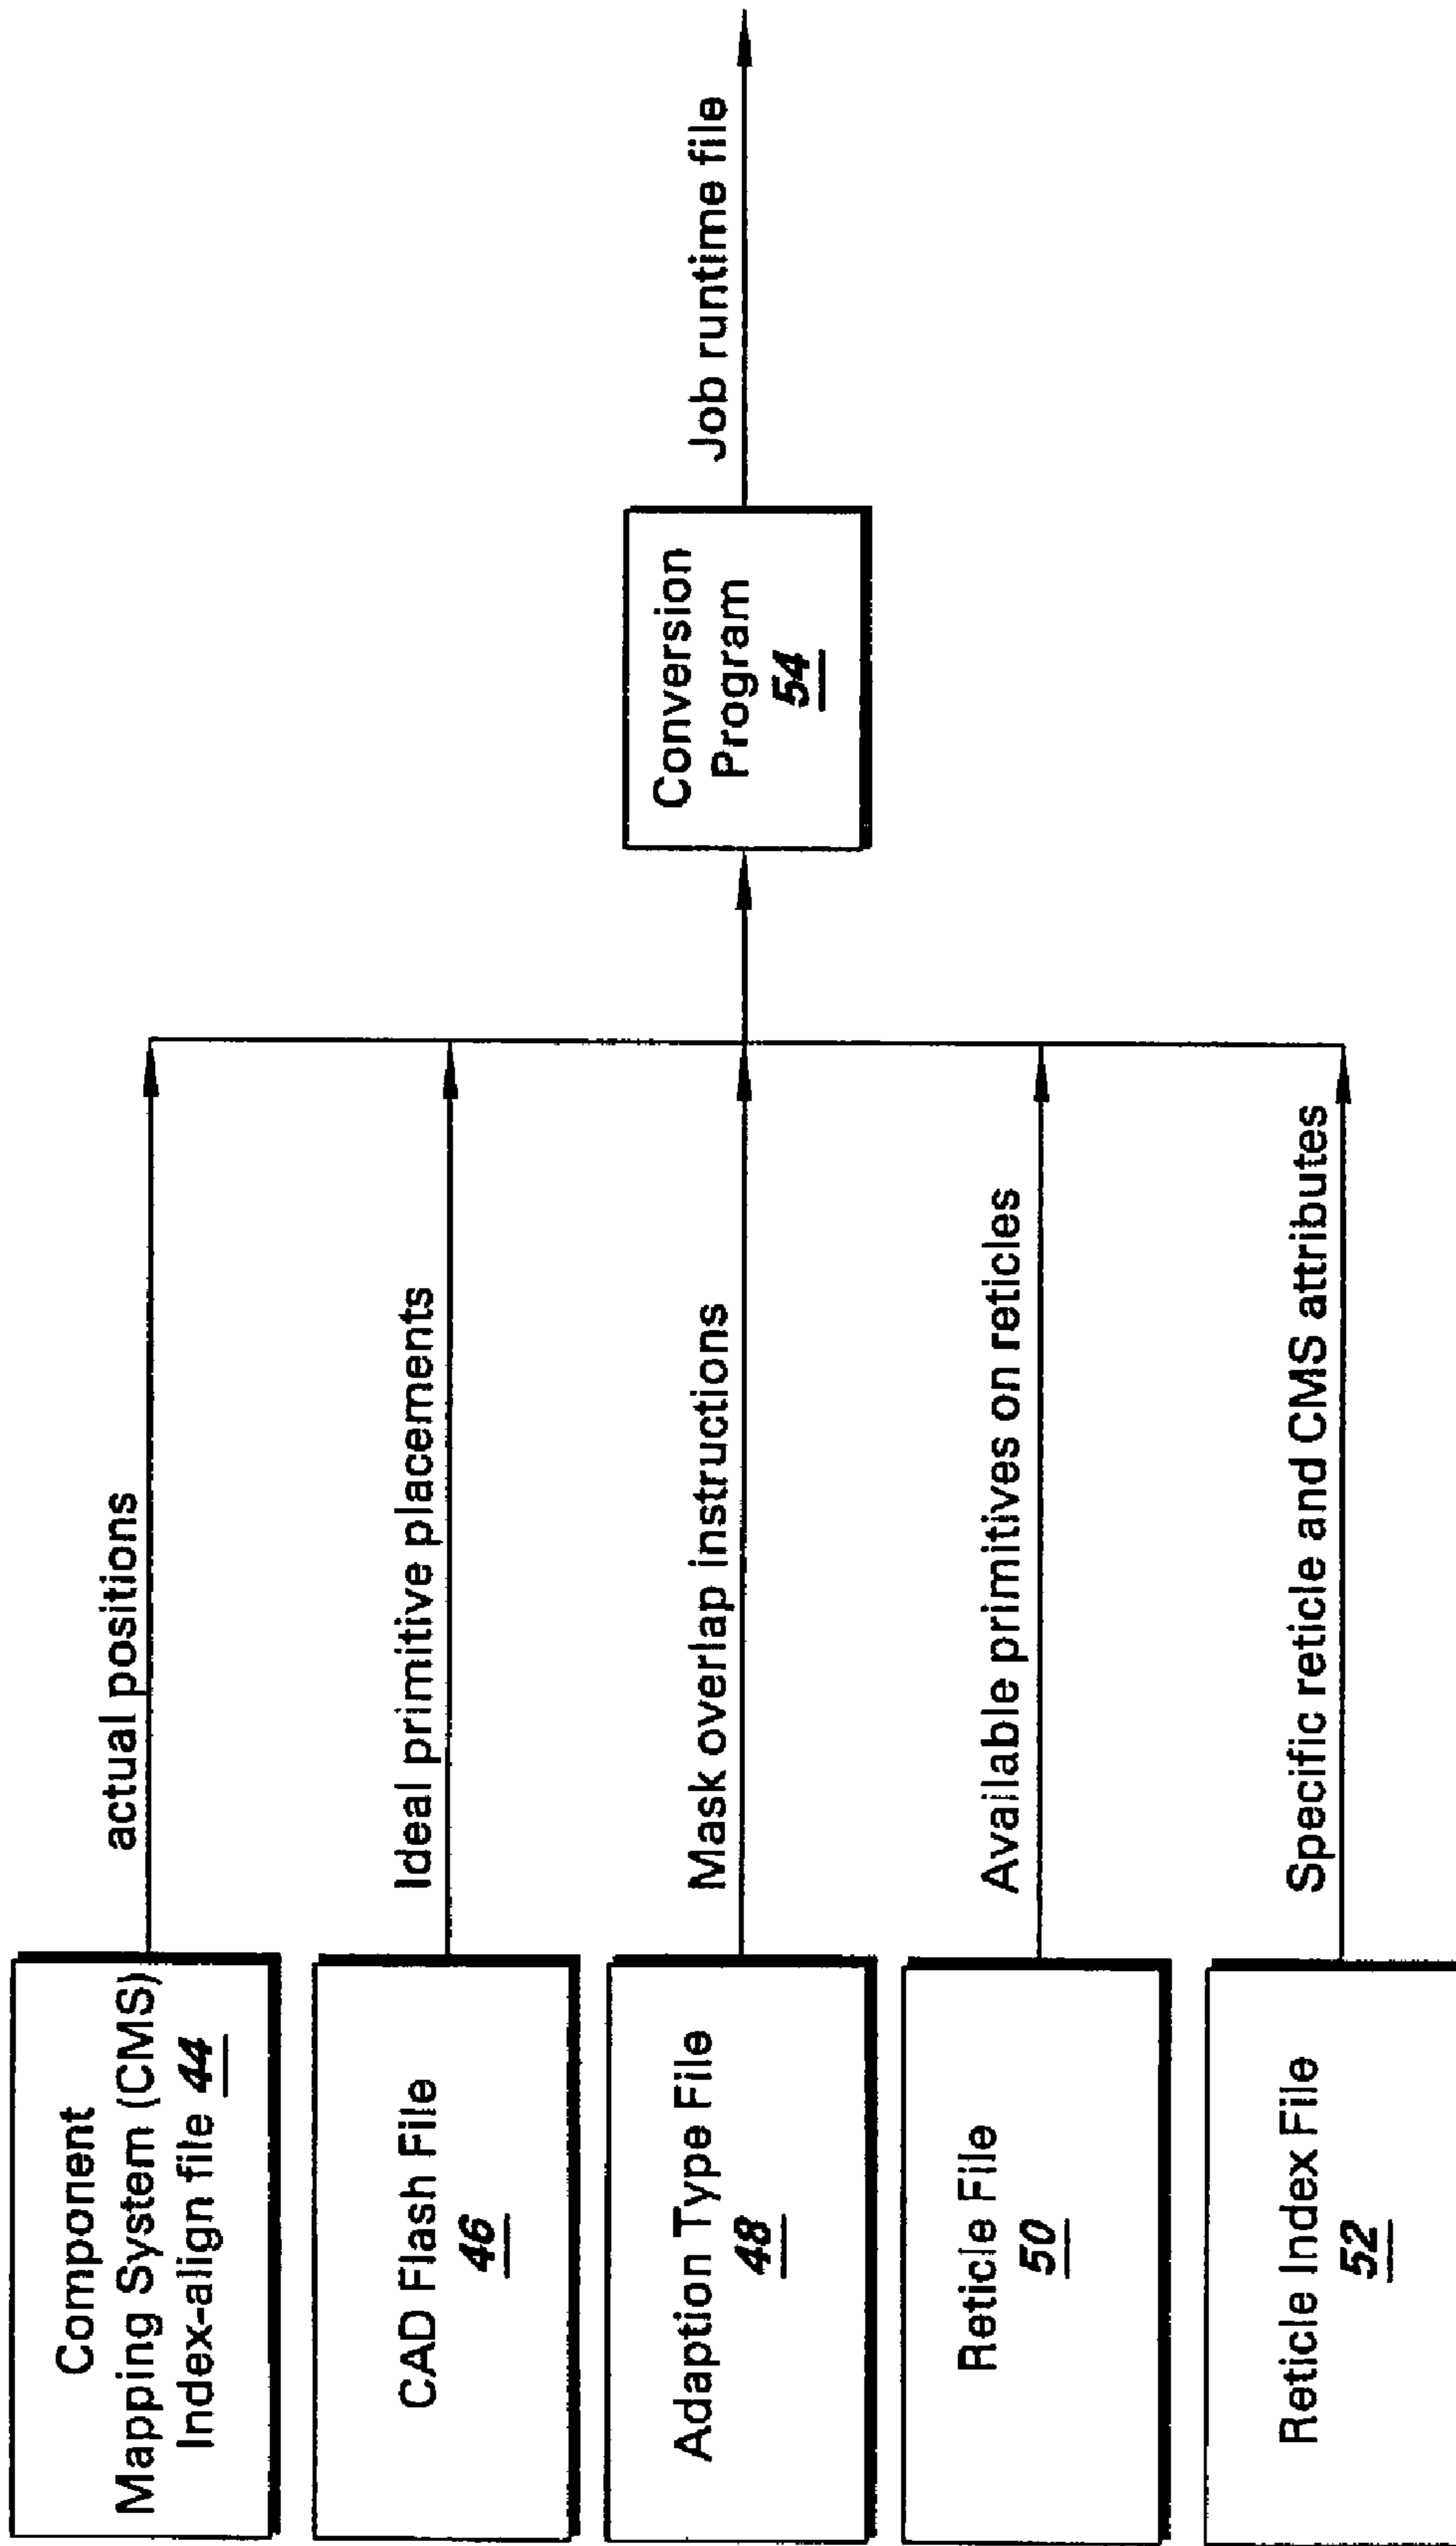 Component
Mapping System (CMS)
Index-align file 44
actual positions
CAD Flash File
46
Ideal primitive placements
Adaption Type File
48
Mask overlap instructions
Reticle File
50
Available primitives on reticles
Reticle Index File
52
Specific reticle and CMS attributes
Conversion
Program
54
Job runtime file